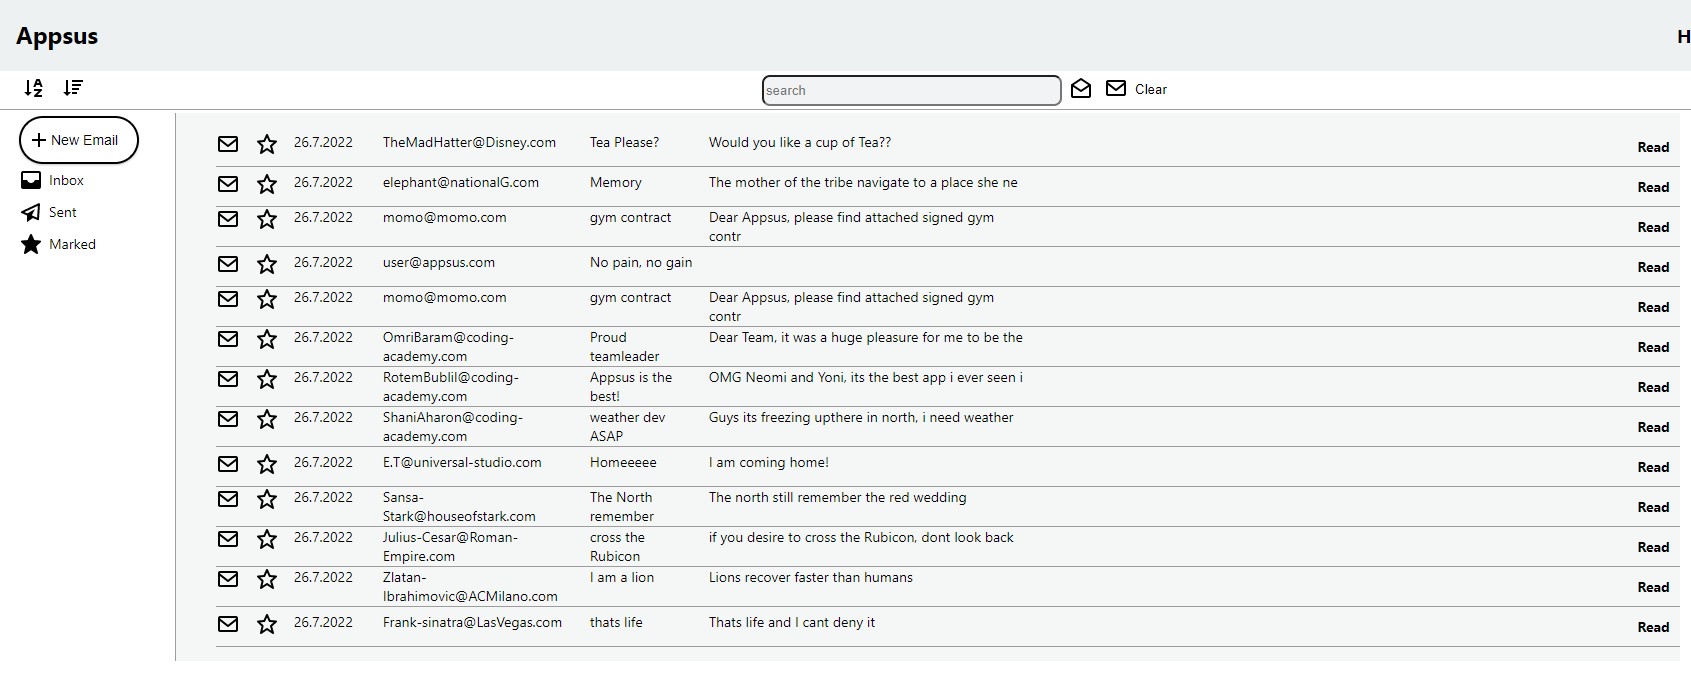 Appsus
H
search
Clear
New Email
Inbox
Sent
Marked
26.7.2022 TheMadHatter@Disney.com Tea Please? Would you like a cup of Tea?? Read
26.7.2022 elephant@nationalG.com Memory The mother of the tribe navigate to a place she ne Read
26.7.2022 momo@momo.com gym contract Dear Appsus, please find attached signed gym
contr
Read
26.7.2022 user@appsus.com No pain, no gain Read
26.7.2022 momo@momo.com gym contract Dear Appsus, please find attached signed gym
contr
Read
26.7.2022 OmriBaram@coding- Proud Dear Team, it was a huge pleasure for me to be the
academy.com teamleader
Read
26.7.2022 RotemBublil@coding- Appsus is the OMG Neomi and Yoni, its the best app i ever seen i
academy.com best!
Read
26.7.2022 ShaniAharon@coding- weather dev Guys its freezing upthere in north, i need weather
academy.com ASAP
Read
26.7.2022 E.T@universal-studio.com Homeeeee I am coming home! Read
26.7.2022 Sansa- The North The north still remember the red wedding
Stark@houseofstark.com remember
Read
26.7.2022 Julius-Cesar@Roman- cross the if you desire to cross the Rubicon, dont look back
Empire.com Rubicon
Read
26.7.2022 Zlatan- I am a lion Lions recover faster than humans
Ibrahimovic@ACMilano.com
Read
26.7.2022 Frank-sinatra@LasVegas.com thats life Thats life and I cant deny it Read